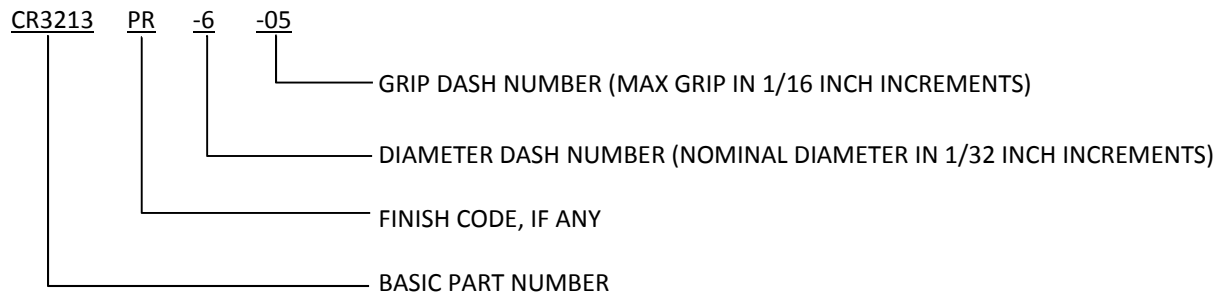 CR3213 PR -6 -05
GRIP DASH NUMBER (MAX GRIP IN 1/16 INCH INCREMENTS)
DIAMETER DASH NUMBER (NOMINAL DIAMETER IN 1/32 INCH INCREMENTS)
FINISH CODE, IF ANY
BASIC PART NUMBER